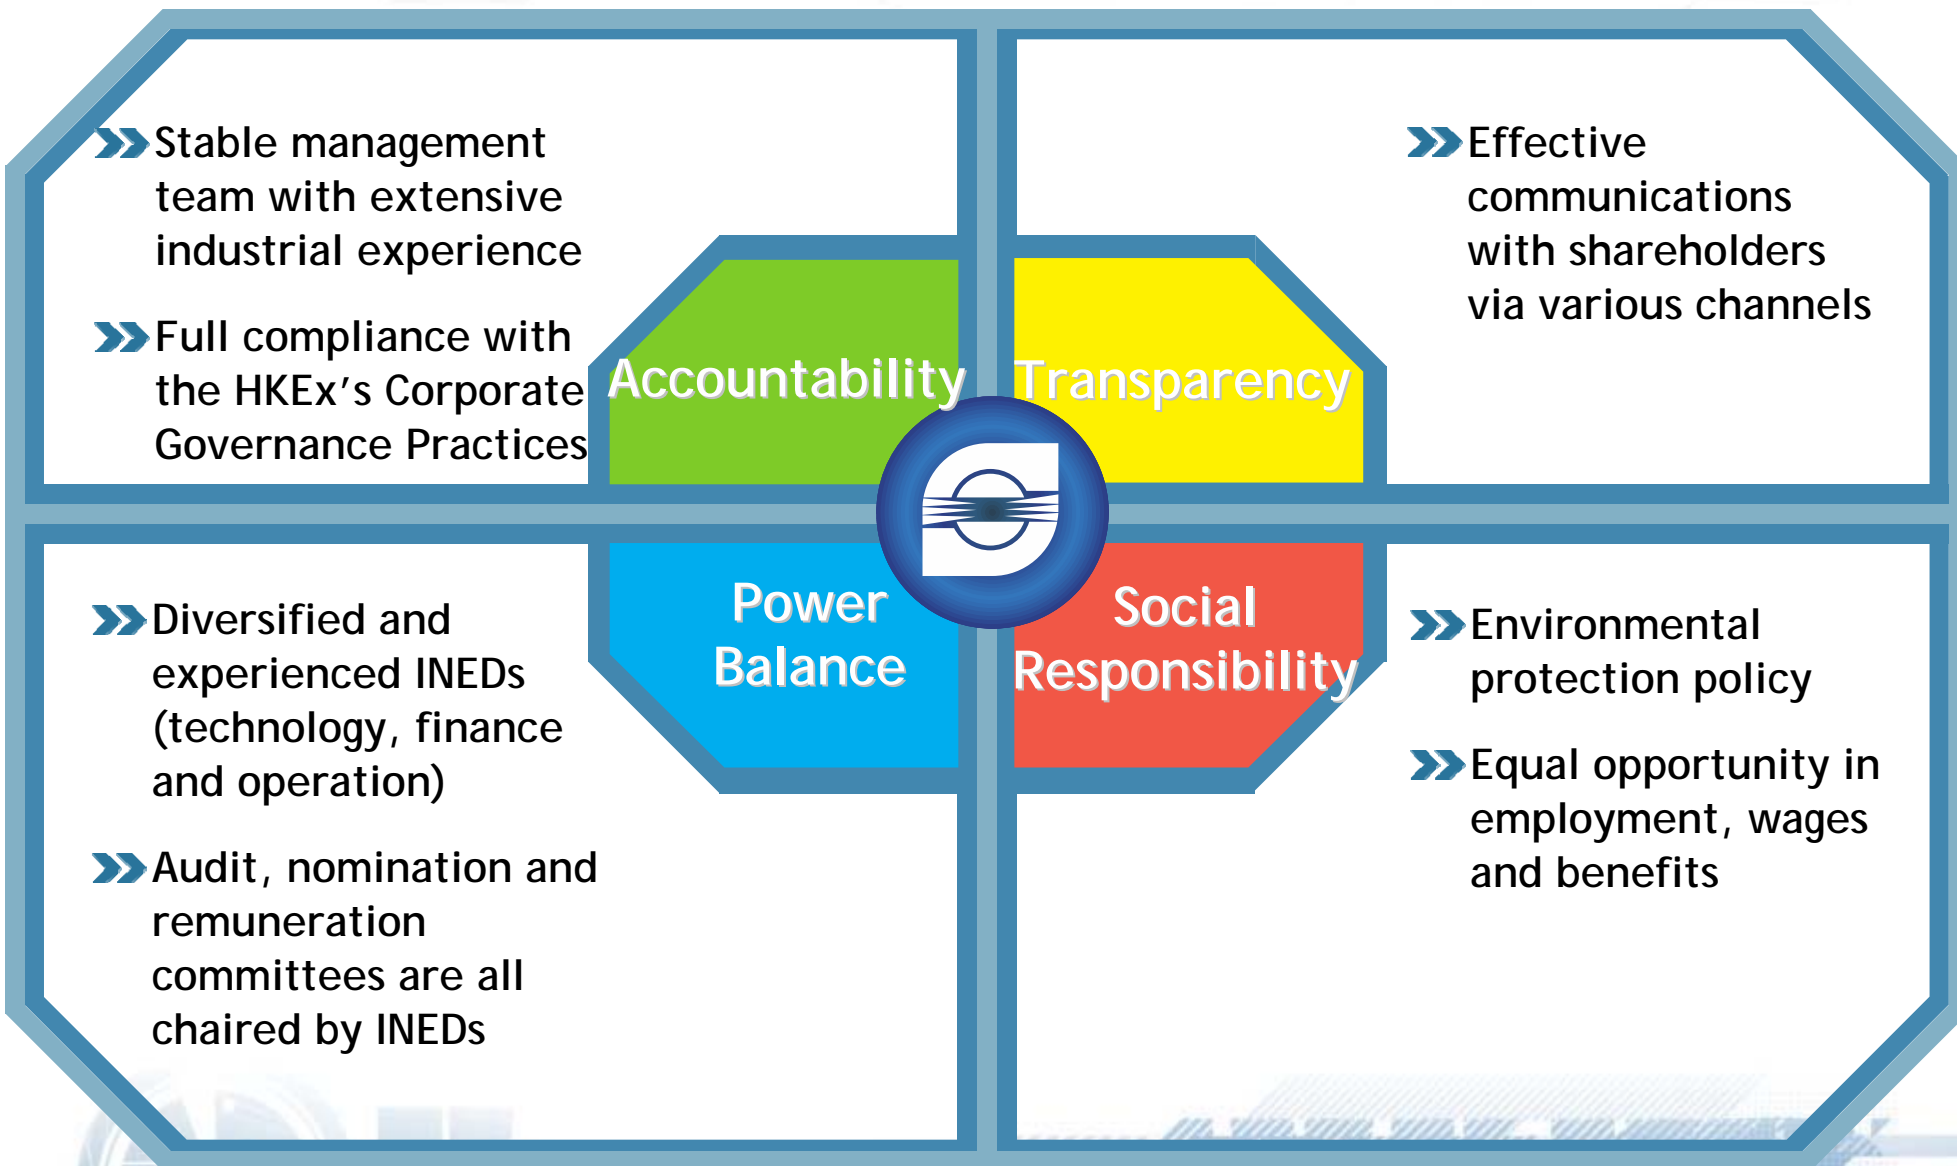 Stable management
team with extensive
industrial experience
Full compliance with
the HKEx’s Corporate
Governance Practices
Accountability
Effective
communications
with shareholders
via various channels
Transparency
Diversified and
experienced INEDs
(technology, finance
and operation)
Audit, nomination and
remuneration
committees are all
chaired by INEDs
Power
Balance
Social
Responsibility
Environmental
protection policy
Equal opportunity in
employment, wages
and benefits